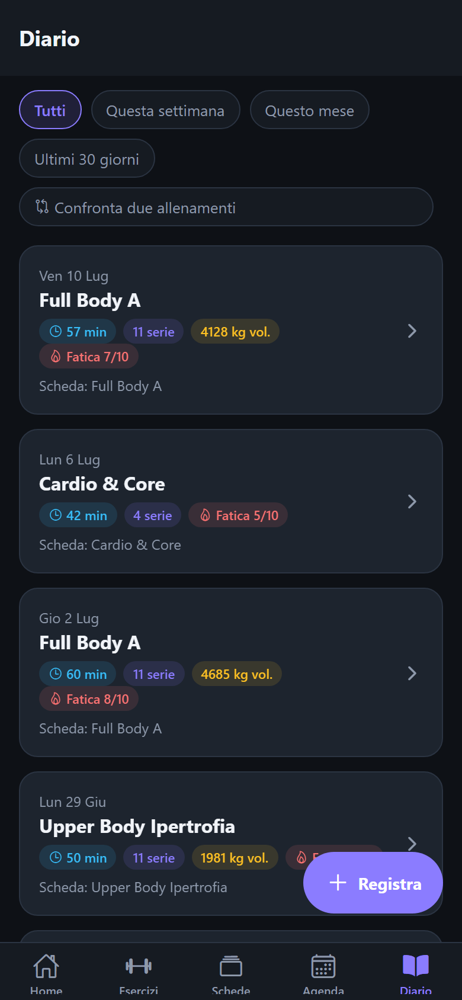 Diario
Tutti
Questa settimana
Questo mese
Ultimi 30 giorni
Confronta due allenamenti
Ven 10 Lug
Full Body A
57 min
11 serie
4128 kg vol.
Fatica 7/10
Scheda: Full Body A
Lun 6 Lug
Cardio & Core
42 min
4 serie
Fatica 5/10
Scheda: Cardio & Core
Gio 2 Lug
Full Body A
60 min
11 serie
4685 kg vol.
Fatica 8/10
Scheda: Full Body A
Lun 29 Giu
Upper Body Ipertrofia
50 min
11 serie
1981 kg vol.
Scheda: Upper Body Ipertrofia
Registra
Home
Esercizi
Schede
Agenda
Diario